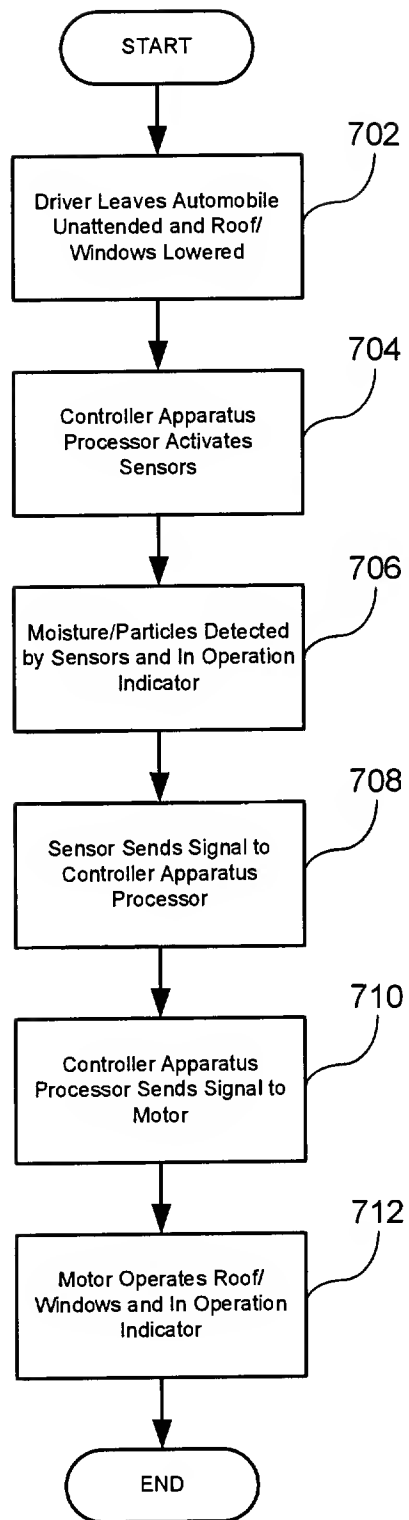 START
702
Driver Leaves Automobile
Unattended and Roof/
Windows Lowered
704
Controller Apparatus
Processor Activates
Sensors
706
Moisture/Particles Detected
by Sensors and In Operation
Indicator
708
Sensor Sends Signal to
Controller Apparatus
Processor
710
Controller Apparatus
Processor Sends Signal to
Motor
712
Motor Operates Roof/
Windows and In Operation
Indicator
END